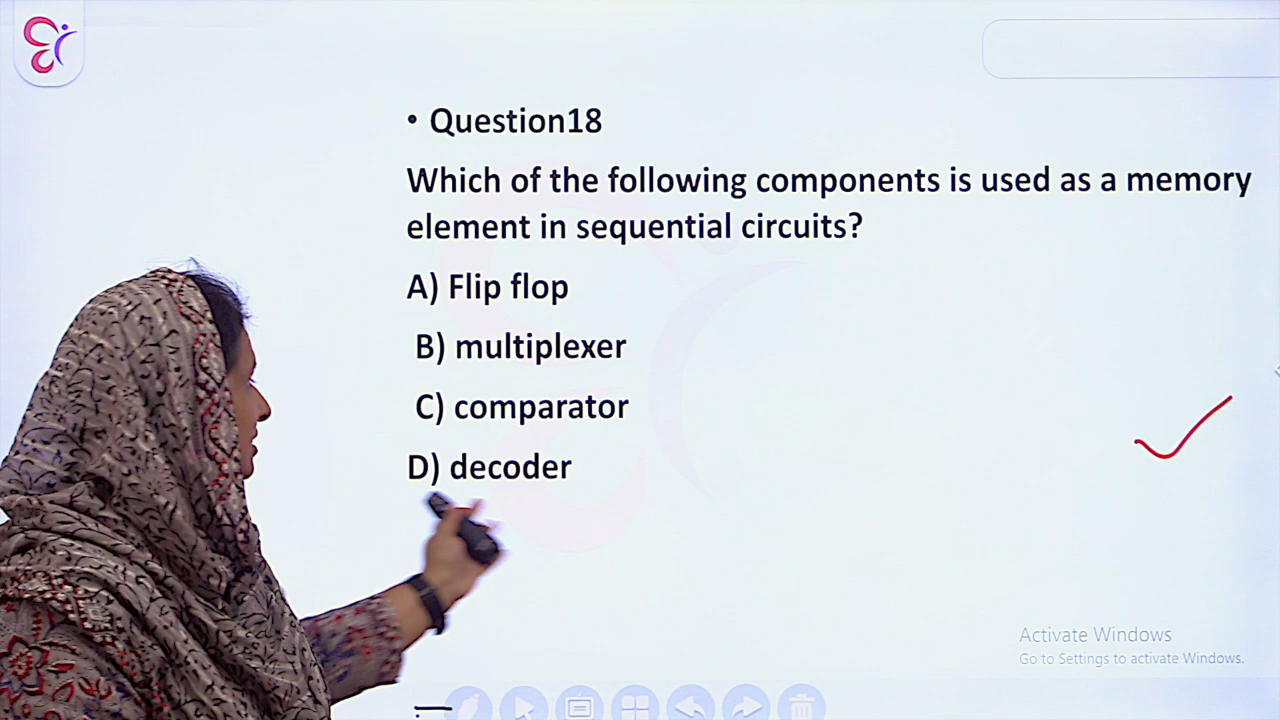 • Question18
Which of the following components is used as a memory
element in sequential circuits?
A) Flip flop
B) multiplexer
C) comparator
D) decoder
Activate Windows
Go to Settings to activate Windows.